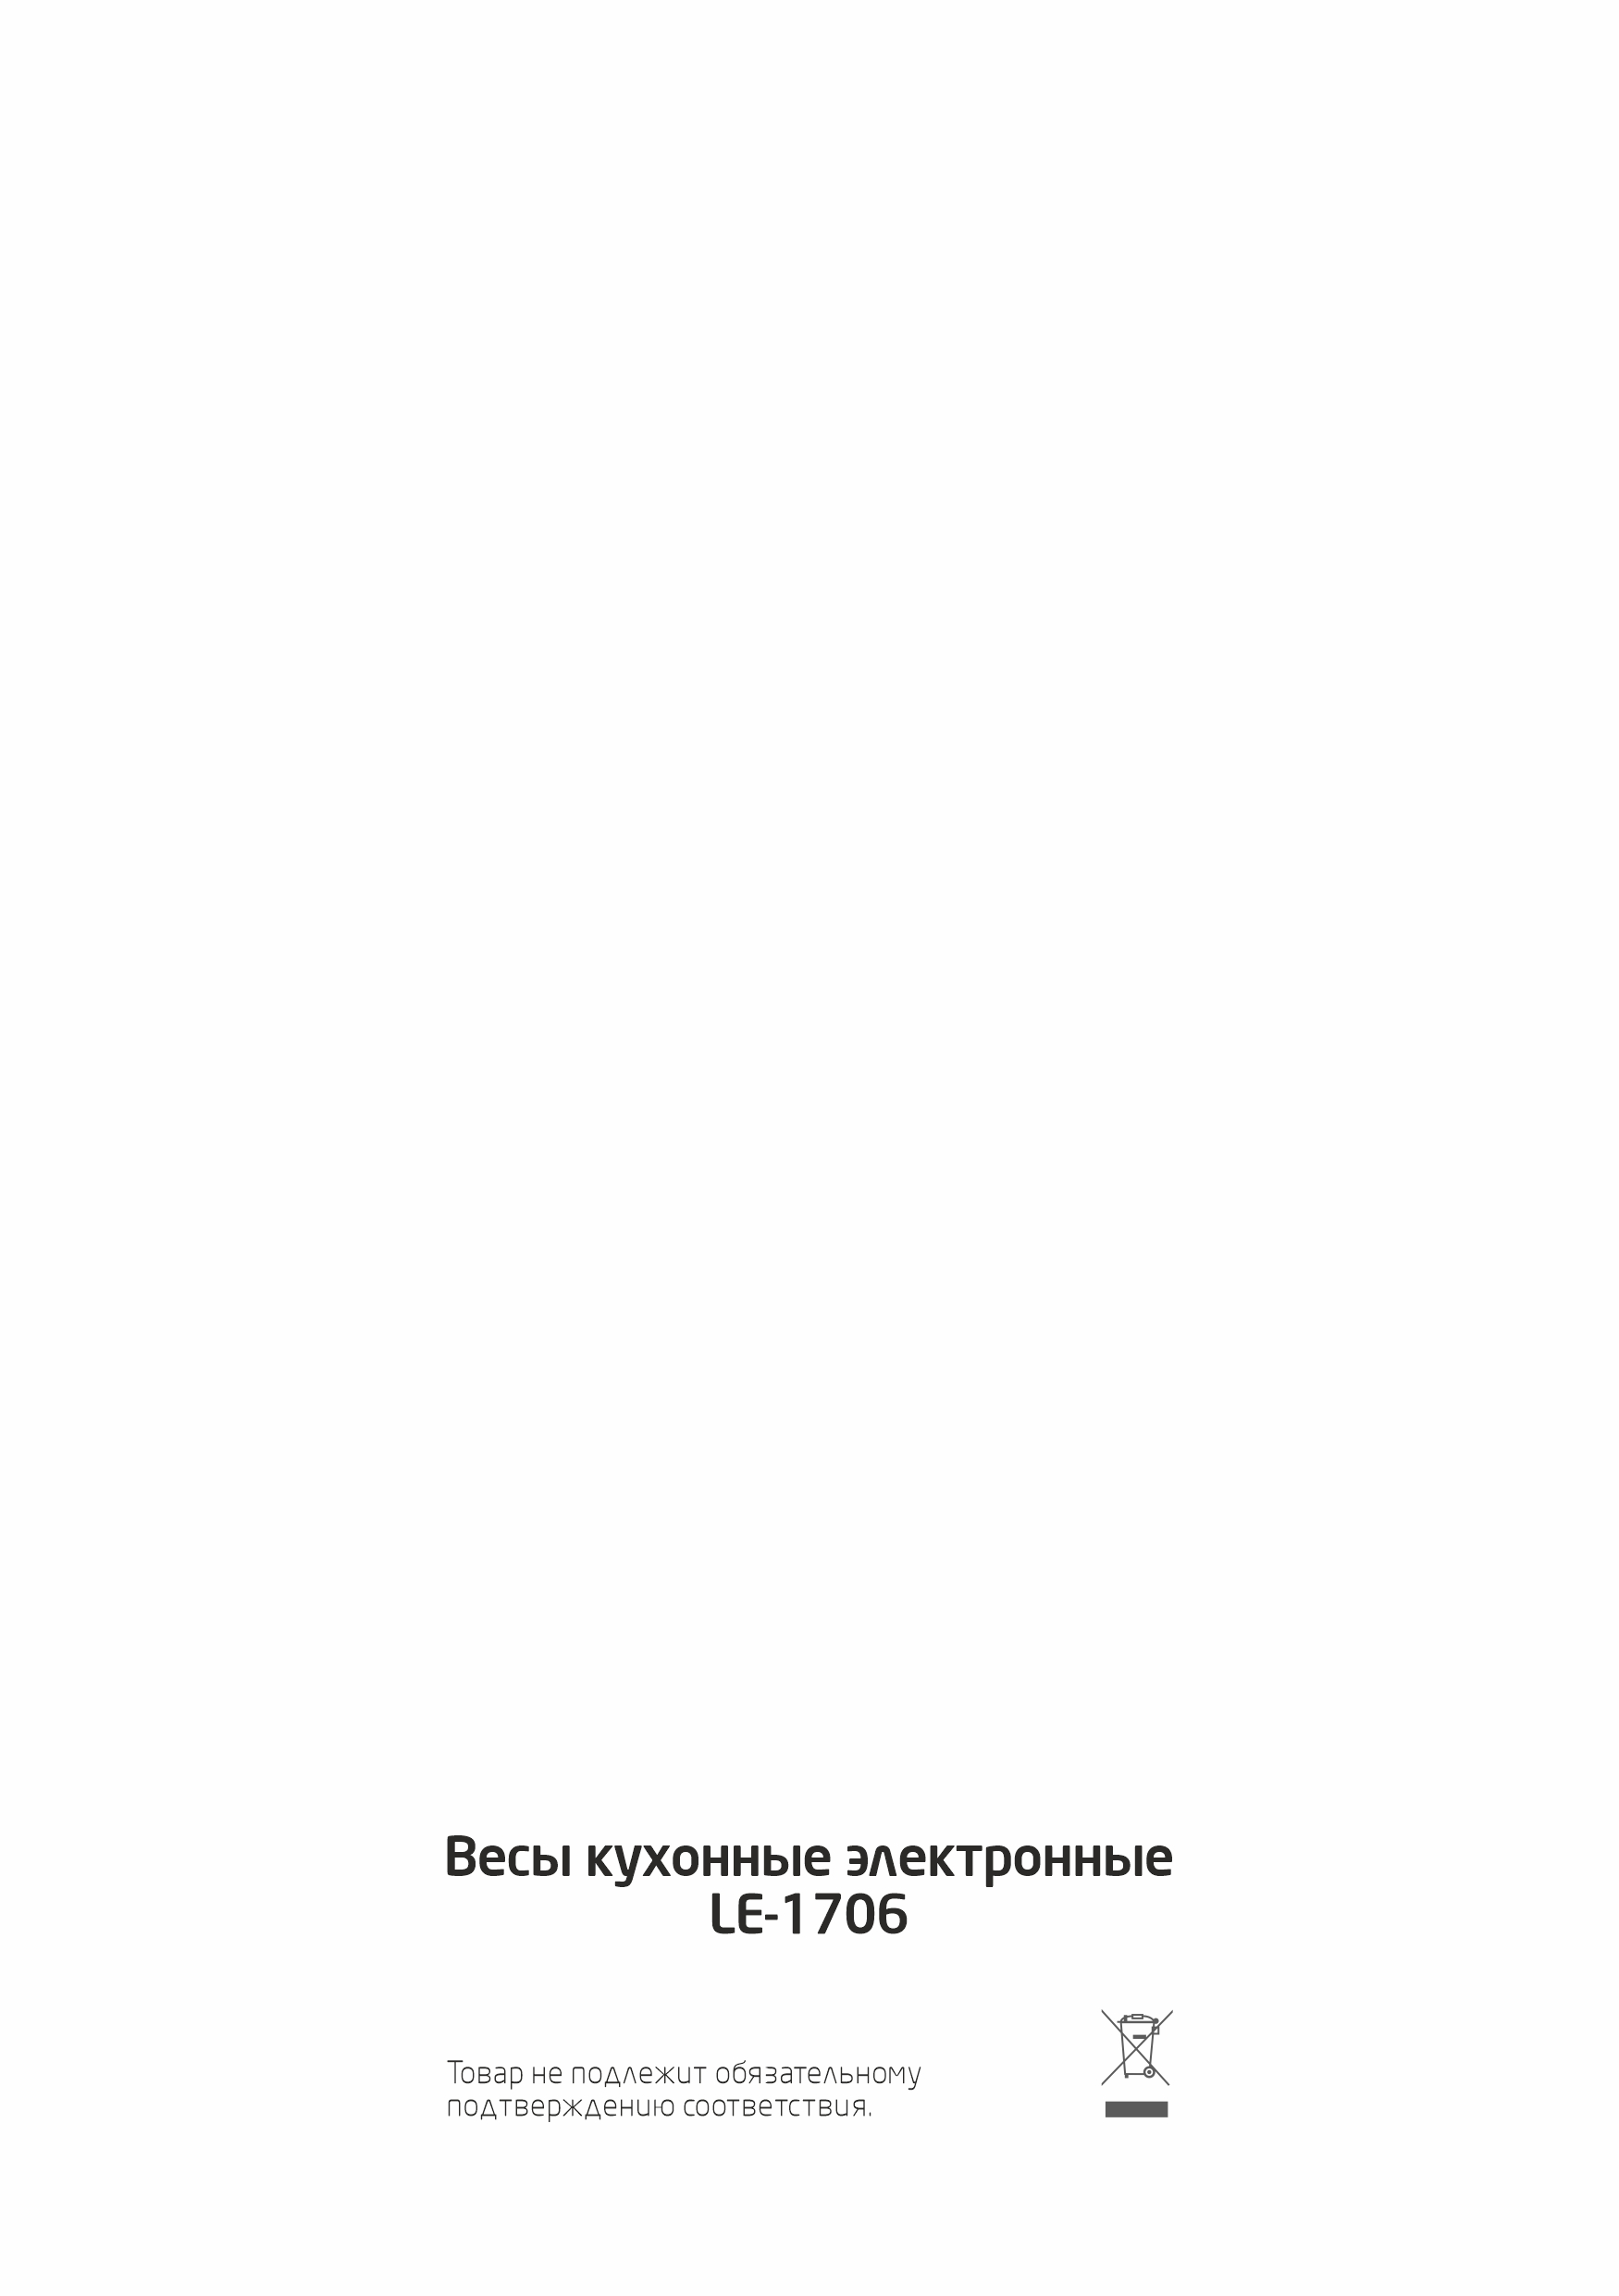 Весы кухонные электронные
LE-1706
Товар не подлежит обязательному
подтверждению соответствия.